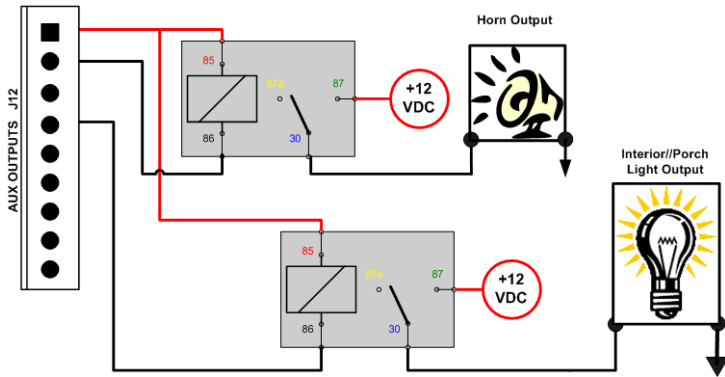 AUX OUTPUTS J12
85
87a
87
86
30
+12
VDC
Horn Output
Interior//Porch
Light Output
85
87a
87
86
30
+12
VDC